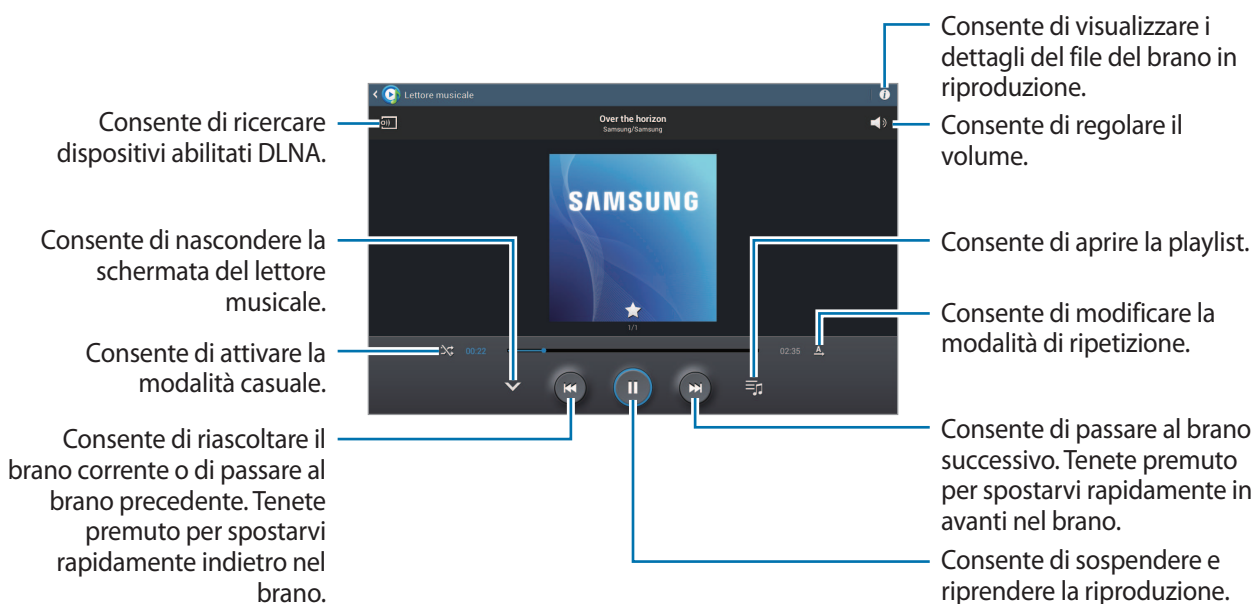 Consente di ricercare
dispositivi abilitati DLNA.
Consente di nascondere la
schermata del lettore
musicale.
Consente di attivare la
modalità casuale.
Consente di riascoltare il
brano corrente o di passare al
brano precedente. Tenete
premuto per spostarvi
rapidamente indietro nel
brano.
Lettore musicale
Over the horizon
Samsung/Samsung
SAMSUNG
1/1
00:22
02:35
A
Consente di visualizzare i
dettagli del file del brano in
riproduzione.
Consente di regolare il
volume.
Consente di aprire la playlist.
Consente di modificare la
modalità di ripetizione.
Consente di passare al brano
successivo. Tenete premuto
per spostarvi rapidamente in
avanti nel brano.
Consente di sospendere e
riprendere la riproduzione.